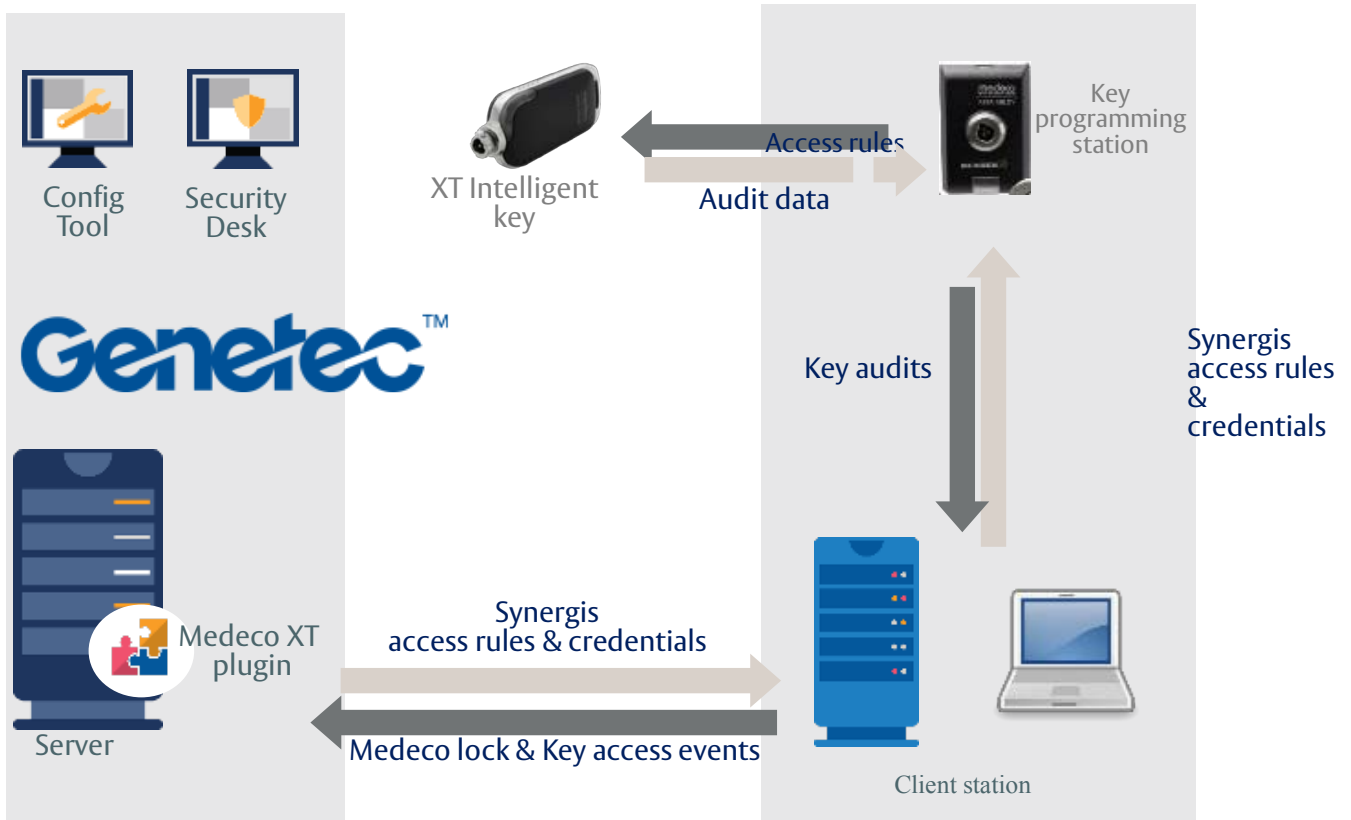 Config
Tool
Security
Desk
XT Intelligent
key
Access rules
Audit data
medeco
Key
programming
station
Genetec™
Key audits
Synergis
access rules
&
credentials
Medeco XT
plugin
Server
Synergis
access rules & credentials
Medeco lock & Key access events
Client station